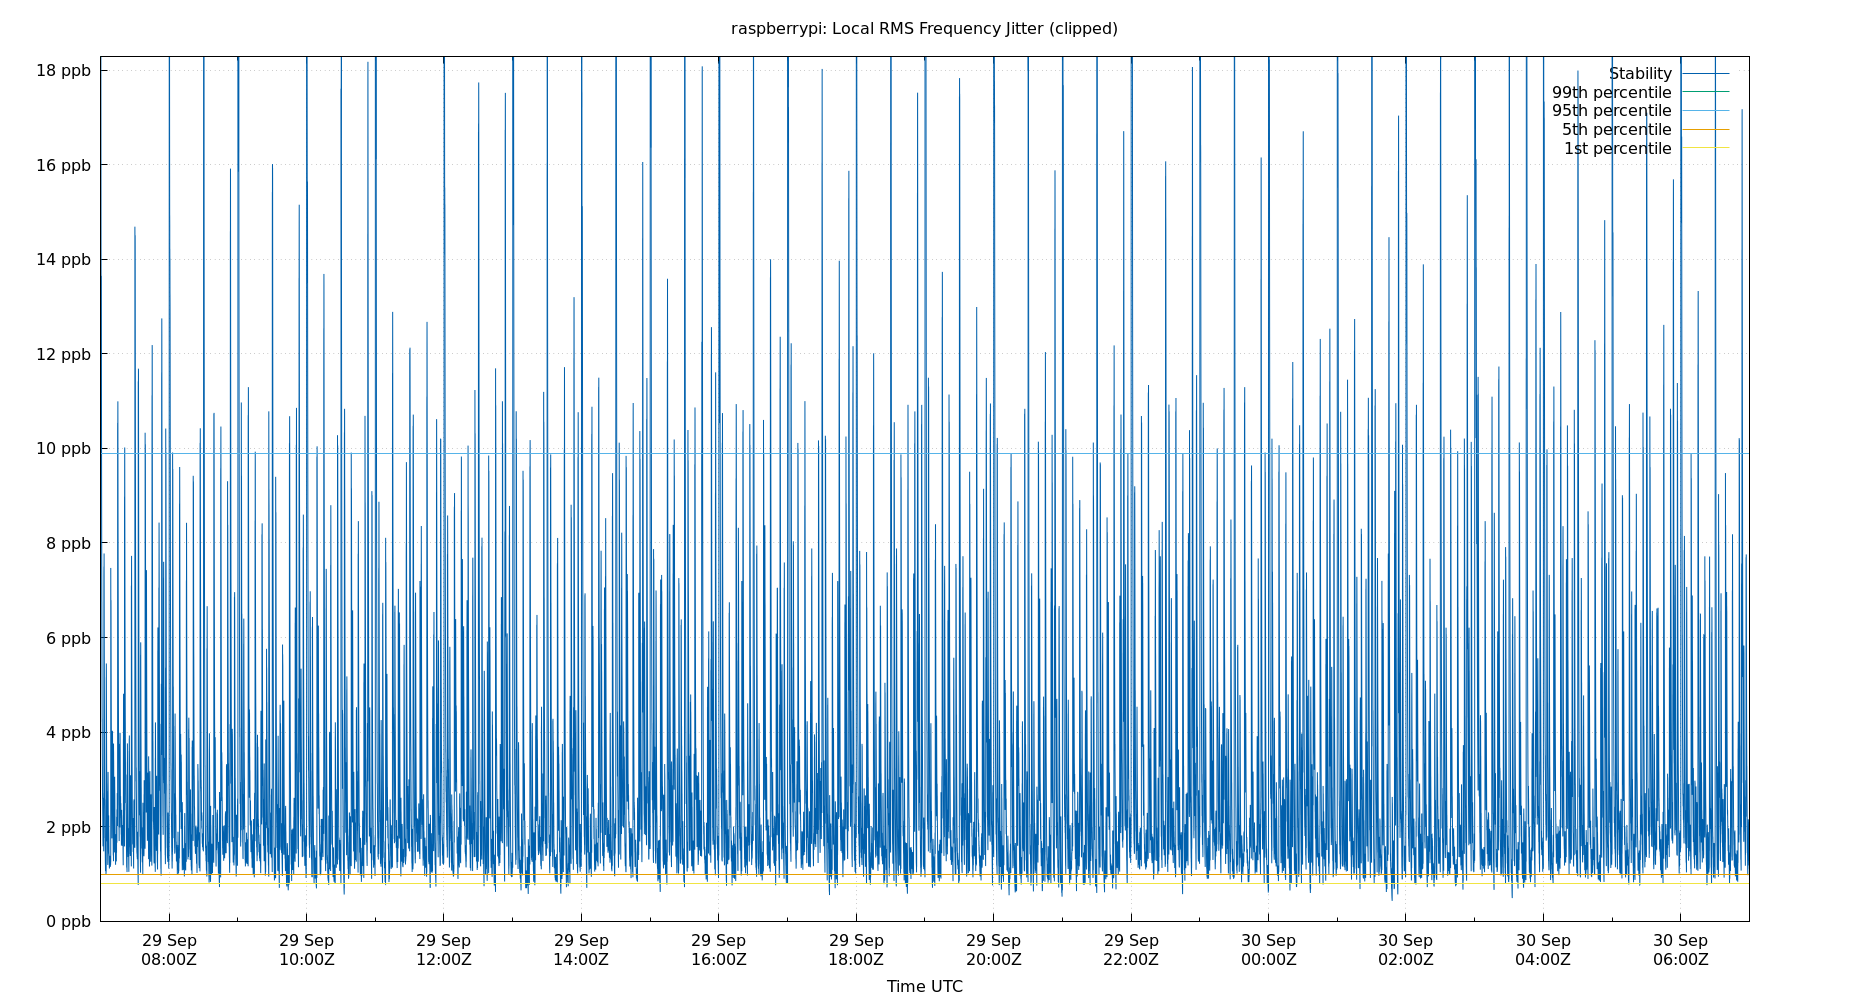 raspberrypi: Local RMS Frequency Jitter (clipped)
18 ppb
16 ppb
14 ppb
12 ppb
10 ppb
8 ppb
6 ppb
4 ppb
2 ppb
0 ppb
Stability
99th percentile
95th percentile
5th percentile
1st percentile
29 Sep 29 Sep 29 Sep 29 Sep 29 Sep 29 Sep 29 Sep 29 Sep 30 Sep 30 Sep 30 Sep 30 Sep
08:00Z 10:00Z 12:00Z 14:00Z 16:00Z 18:00Z 20:00Z 22:00Z 00:00Z 02:00Z 04:00Z 06:00Z
Time UTC